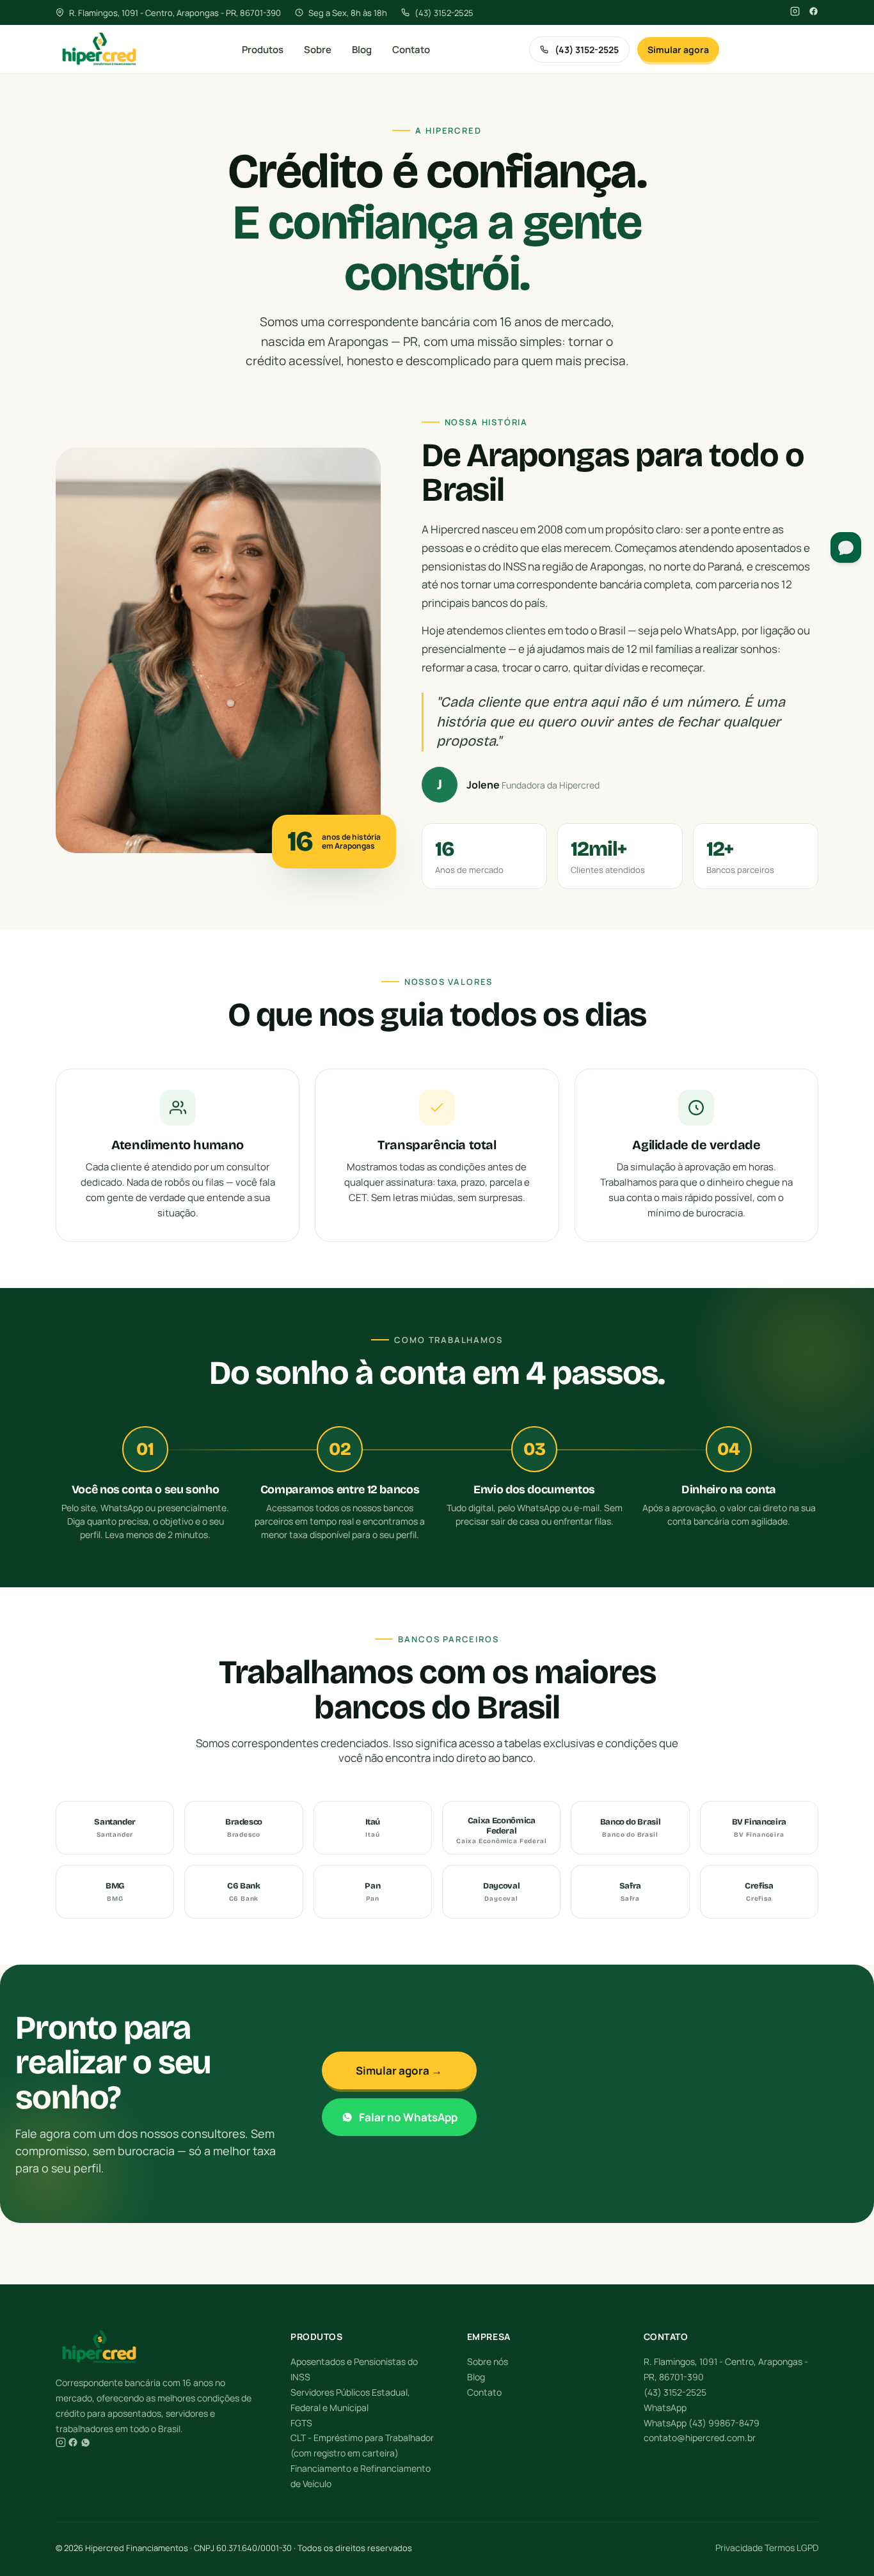 R. Flamingos, 1091 - Centro, Arapongas - PR, 86701-390
Seg a Sex, 8h às 18h
(43) 3152-2525
hipercred
Produtos
Sobre
Blog
Contato
(43) 3152-2525
Simular agora
A HIPERCRED
Crédito é confiança.
E confiança a gente
constrói.
Somos uma correspondente bancária com 16 anos de mercado,
nascida em Arapongas — PR, com uma missão simples: tornar o
crédito acessível, honesto e descomplicado para quem mais precisa.
16
anos de história
em Arapongas
NOSSA HISTÓRIA
De Arapongas para todo o
Brasil
A Hipercred nasceu em 2008 com um propósito claro: ser a ponte entre as
pessoas e o crédito que elas merecem. Começamos atendendo aposentados e
pensionistas do INSS na região de Arapongas, no norte do Paraná, e crescemos
até nos tornar uma correspondente bancária completa, com parceria nos 12
principais bancos do país.
Hoje atendemos clientes em todo o Brasil — seja pelo WhatsApp, por ligação ou
presencialmente — e já ajudamos mais de 12 mil famílias a realizar sonhos:
reformar a casa, trocar o carro, quitar dívidas e recomeçar.
"Cada cliente que entra aqui não é um número. É uma
história que eu quero ouvir antes de fechar qualquer
proposta."
J
Jolene Fundadora da Hipercred
16
Anos de mercado
12mil+
Clientes atendidos
12+
Bancos parceiros
NOSSOS VALORES
O que nos guia todos os dias
Atendimento humano
Cada cliente é atendido por um consultor
dedicado. Nada de robôs ou filas — você fala
com gente de verdade que entende a sua
situação.
Transparência total
Mostramos todas as condições antes de
qualquer assinatura: taxa, prazo, parcela e
CET. Sem letras miúdas, sem surpresas.
Agilidade de verdade
Da simulação à aprovação em horas.
Trabalhamos para que o dinheiro chegue na
sua conta o mais rápido possível, com o
mínimo de burocracia.
COMO TRABALHAMOS
Do sonho à conta em 4 passos.
01
Você nos conta o seu sonho
Pelo site, WhatsApp ou presencialmente.
Diga quanto precisa, o objetivo e o seu
perfil. Leva menos de 2 minutos.
02
Comparamos entre 12 bancos
Acessamos todos os nossos bancos
parceiros em tempo real e encontramos a
menor taxa disponível para o seu perfil.
03
Envio dos documentos
Tudo digital, pelo WhatsApp ou e-mail. Sem
precisar sair de casa ou enfrentar filas.
04
Dinheiro na conta
Após a aprovação, o valor cai direto na sua
conta bancária com agilidade.
BANCOS PARCEIROS
Trabalhamos com os maiores
bancos do Brasil
Somos correspondentes credenciados. Isso significa acesso a tabelas exclusivas e condições que
você não encontra indo direto ao banco.
Santander
Santander
Bradesco
Bradesco
Itaú
Itaú
Caixa Econômica
Federal
Caixa Econômica Federal
Banco do Brasil
Banco do Brasil
BV Financeira
BV Financeira
BMG
BMG
C6 Bank
C6 Bank
Pan
Pan
Daycoval
Daycoval
Safra
Safra
Crefisa
Crefisa
Pronto para
realizar o seu
sonho?
Fale agora com um dos nossos consultores. Sem
compromisso, sem burocracia — só a melhor taxa
para o seu perfil.
Simular agora →
Falar no WhatsApp
hipercred
Correspondente bancária com 16 anos no
mercado, oferecendo as melhores condições de
crédito para aposentados, servidores e
trabalhadores em todo o Brasil.
PRODUTOS
Aposentados e Pensionistas do
INSS
Servidores Públicos Estadual,
Federal e Municipal
FGTS
CLT - Empréstimo para Trabalhador
(com registro em carteira)
Financiamento e Refinanciamento
de Veículo
EMPRESA
Sobre nós
Blog
Contato
CONTATO
R. Flamingos, 1091 - Centro, Arapongas -
PR, 86701-390
(43) 3152-2525
WhatsApp
WhatsApp (43) 99867-8479
contato@hipercred.com.br
© 2026 Hipercred Financiamentos · CNPJ 60.371.640/0001-30 · Todos os direitos reservados
Privacidade Termos LGPD